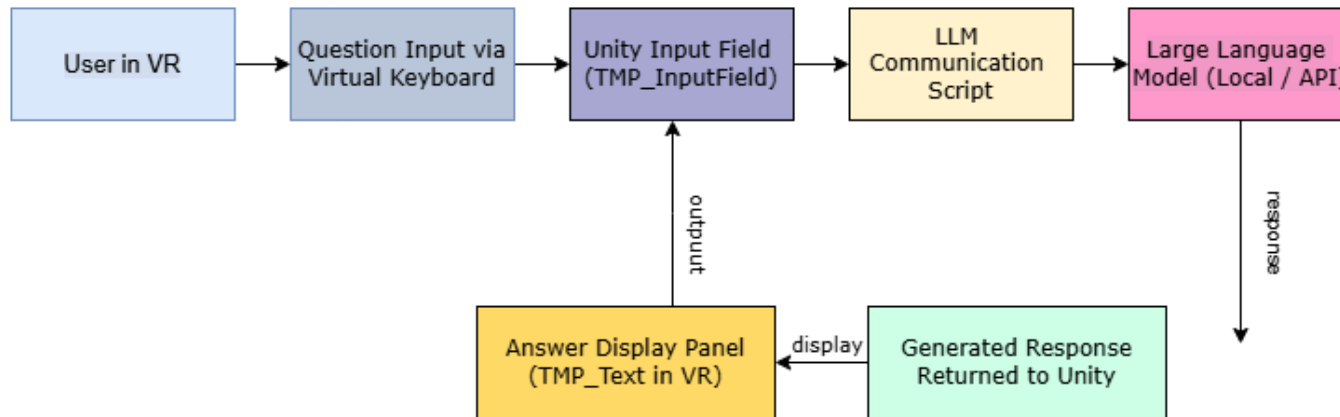 User in VR
Question Input via
Virtual Keyboard
Unity Input Field
(TMP_InputField)
LLM
Communication
Script
Large Language
Model (Local / API)
outpuut
response
Answer Display Panel
(TMP_Text in VR)
display
Generated Response
Returned to Unity